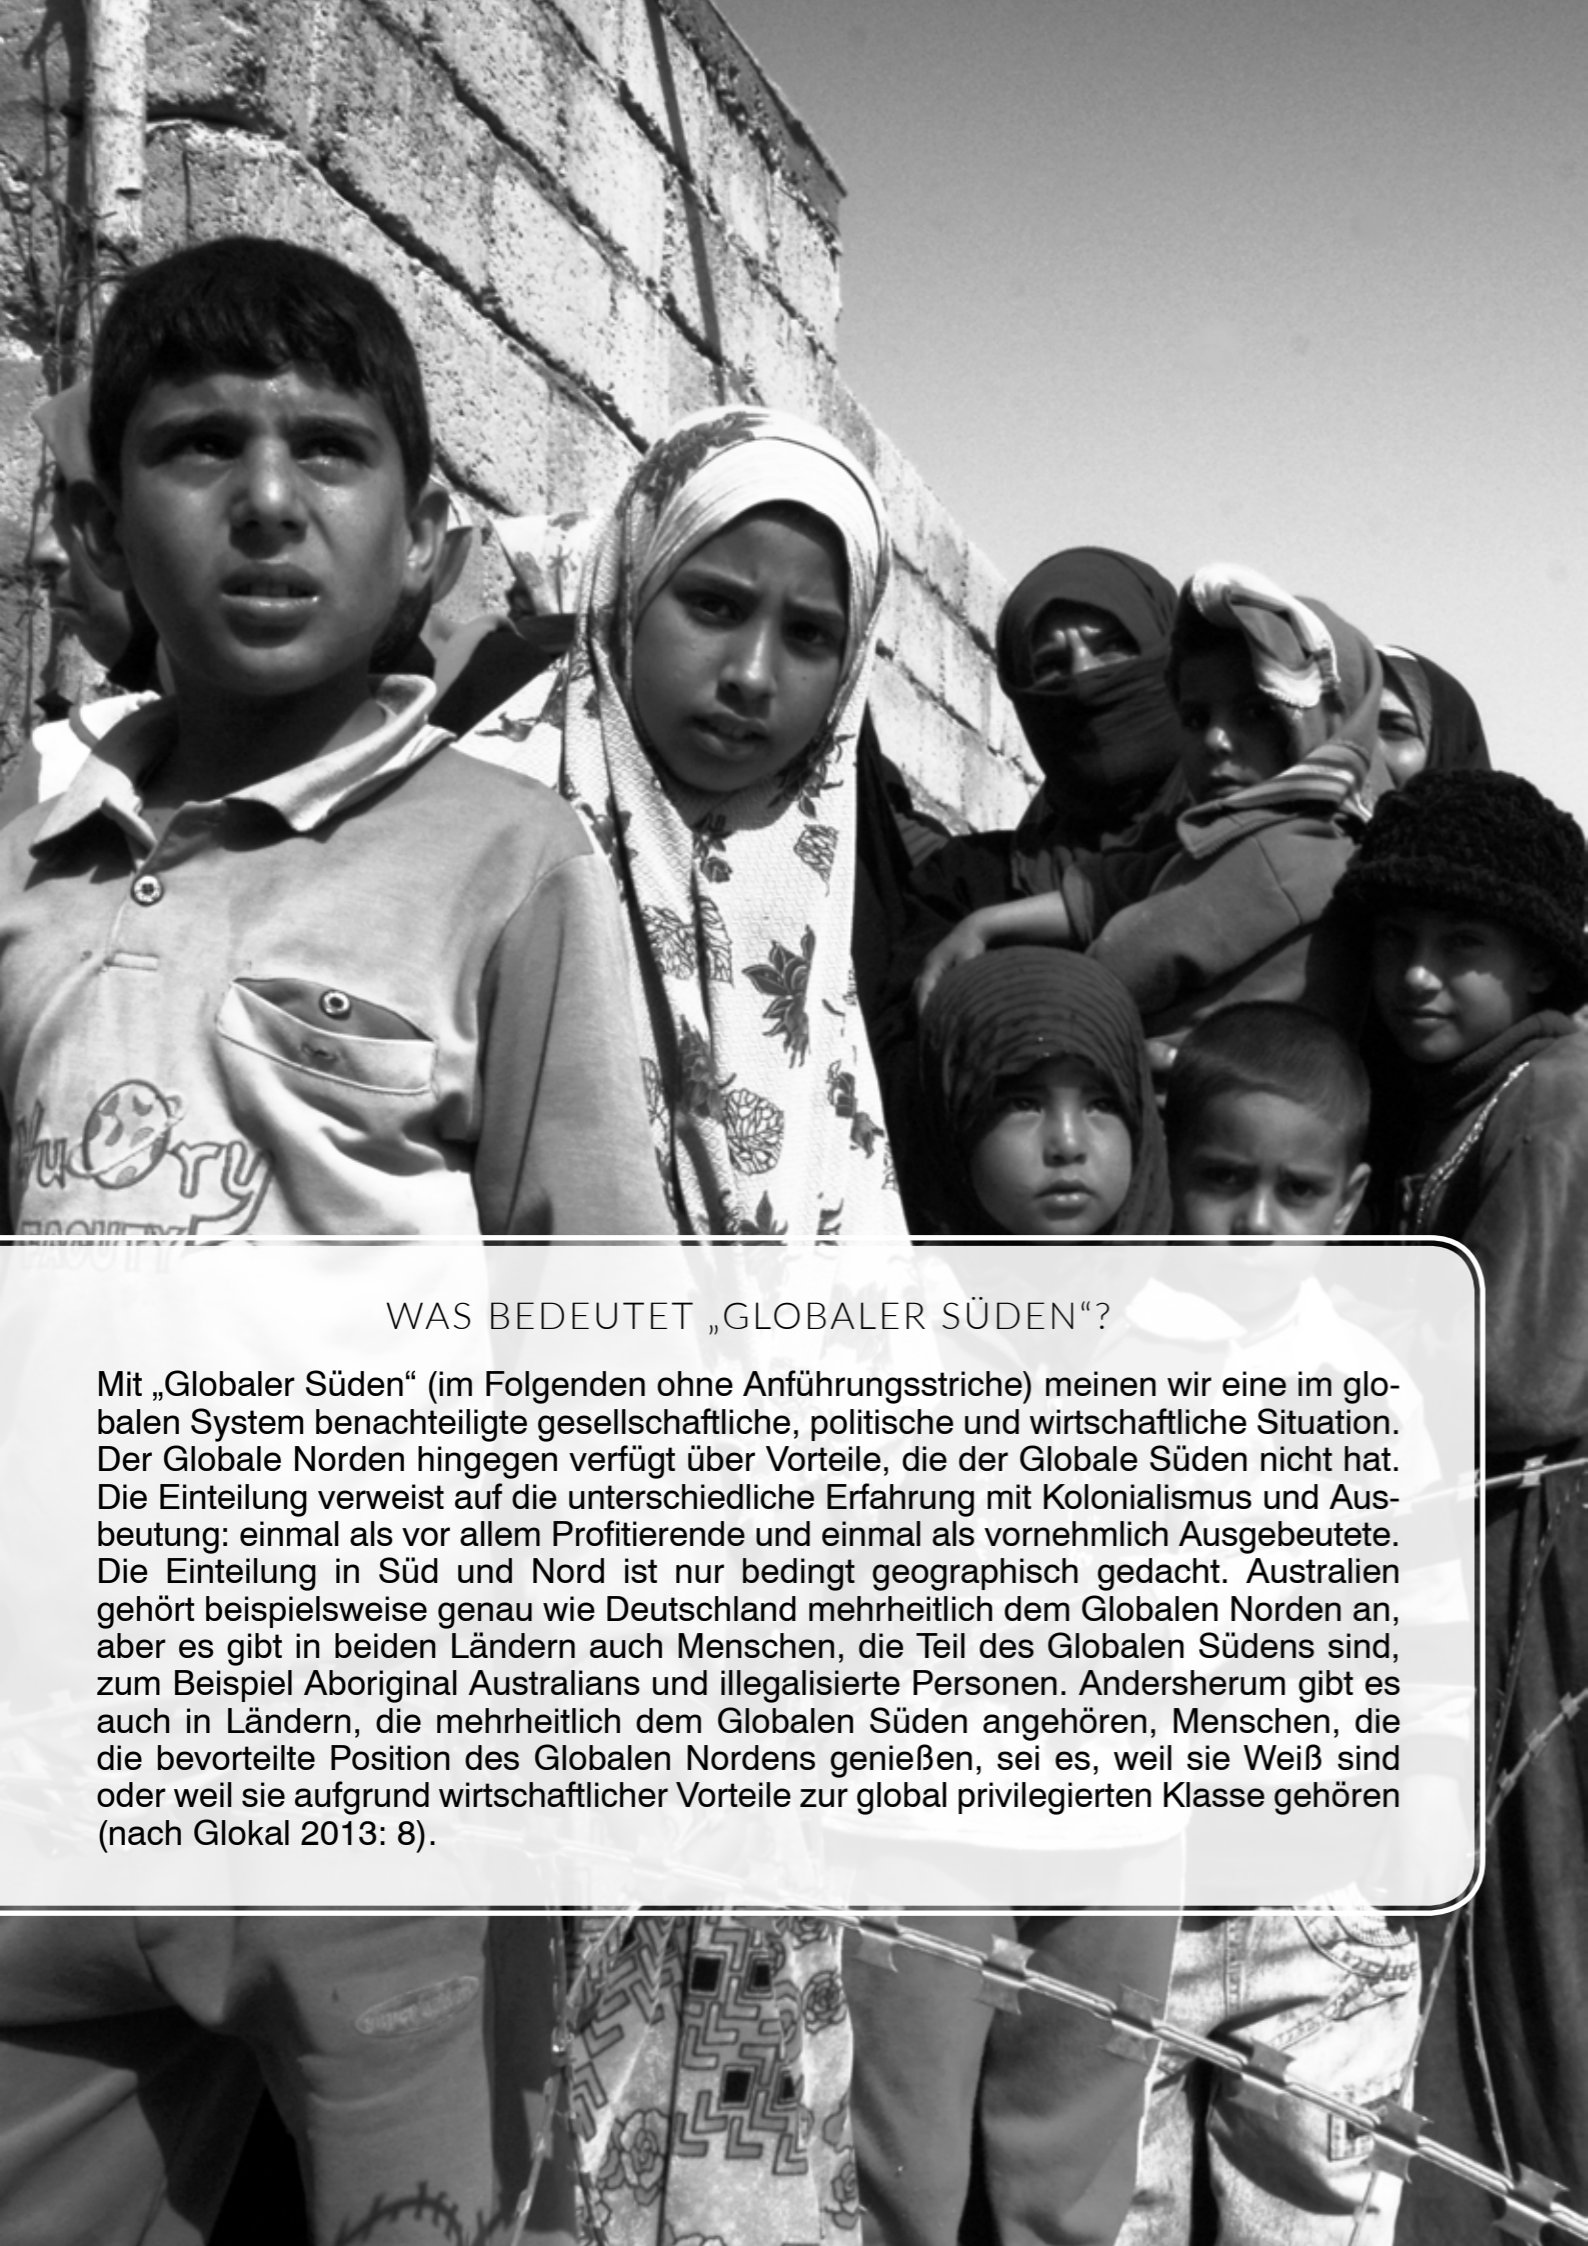 WAS BEDEUTET „GLOBALER SÜDEN“?
Mit „Globaler Süden“ (im Folgenden ohne Anführungsstriche) meinen wir eine im glo-
balen System benachteiligte gesellschaftliche, politische und wirtschaftliche Situation.
Der Globale Norden hingegen verfügt über Vorteile, die der Globale Süden nicht hat.
Die Einteilung verweist auf die unterschiedliche Erfahrung mit Kolonialismus und Aus-
beutung: einmal als vor allem Profitierende und einmal als vornehmlich Ausgebeutete.
Die Einteilung in Süd und Nord ist nur bedingt geographisch gedacht. Australien
gehört beispielsweise genau wie Deutschland mehrheitlich dem Globalen Norden an,
aber es gibt in beiden Ländern auch Menschen, die Teil des Globalen Südens sind,
zum Beispiel Aboriginal Australians und illegalisierte Personen. Andersherum gibt es
auch in Ländern, die mehrheitlich dem Globalen Süden angehören, Menschen, die
die bevorteilte Position des Globalen Nordens genießen, sei es, weil sie Weiß sind
oder weil sie aufgrund wirtschaftlicher Vorteile zur global privilegierten Klasse gehören
(nach Glokal 2013: 8).